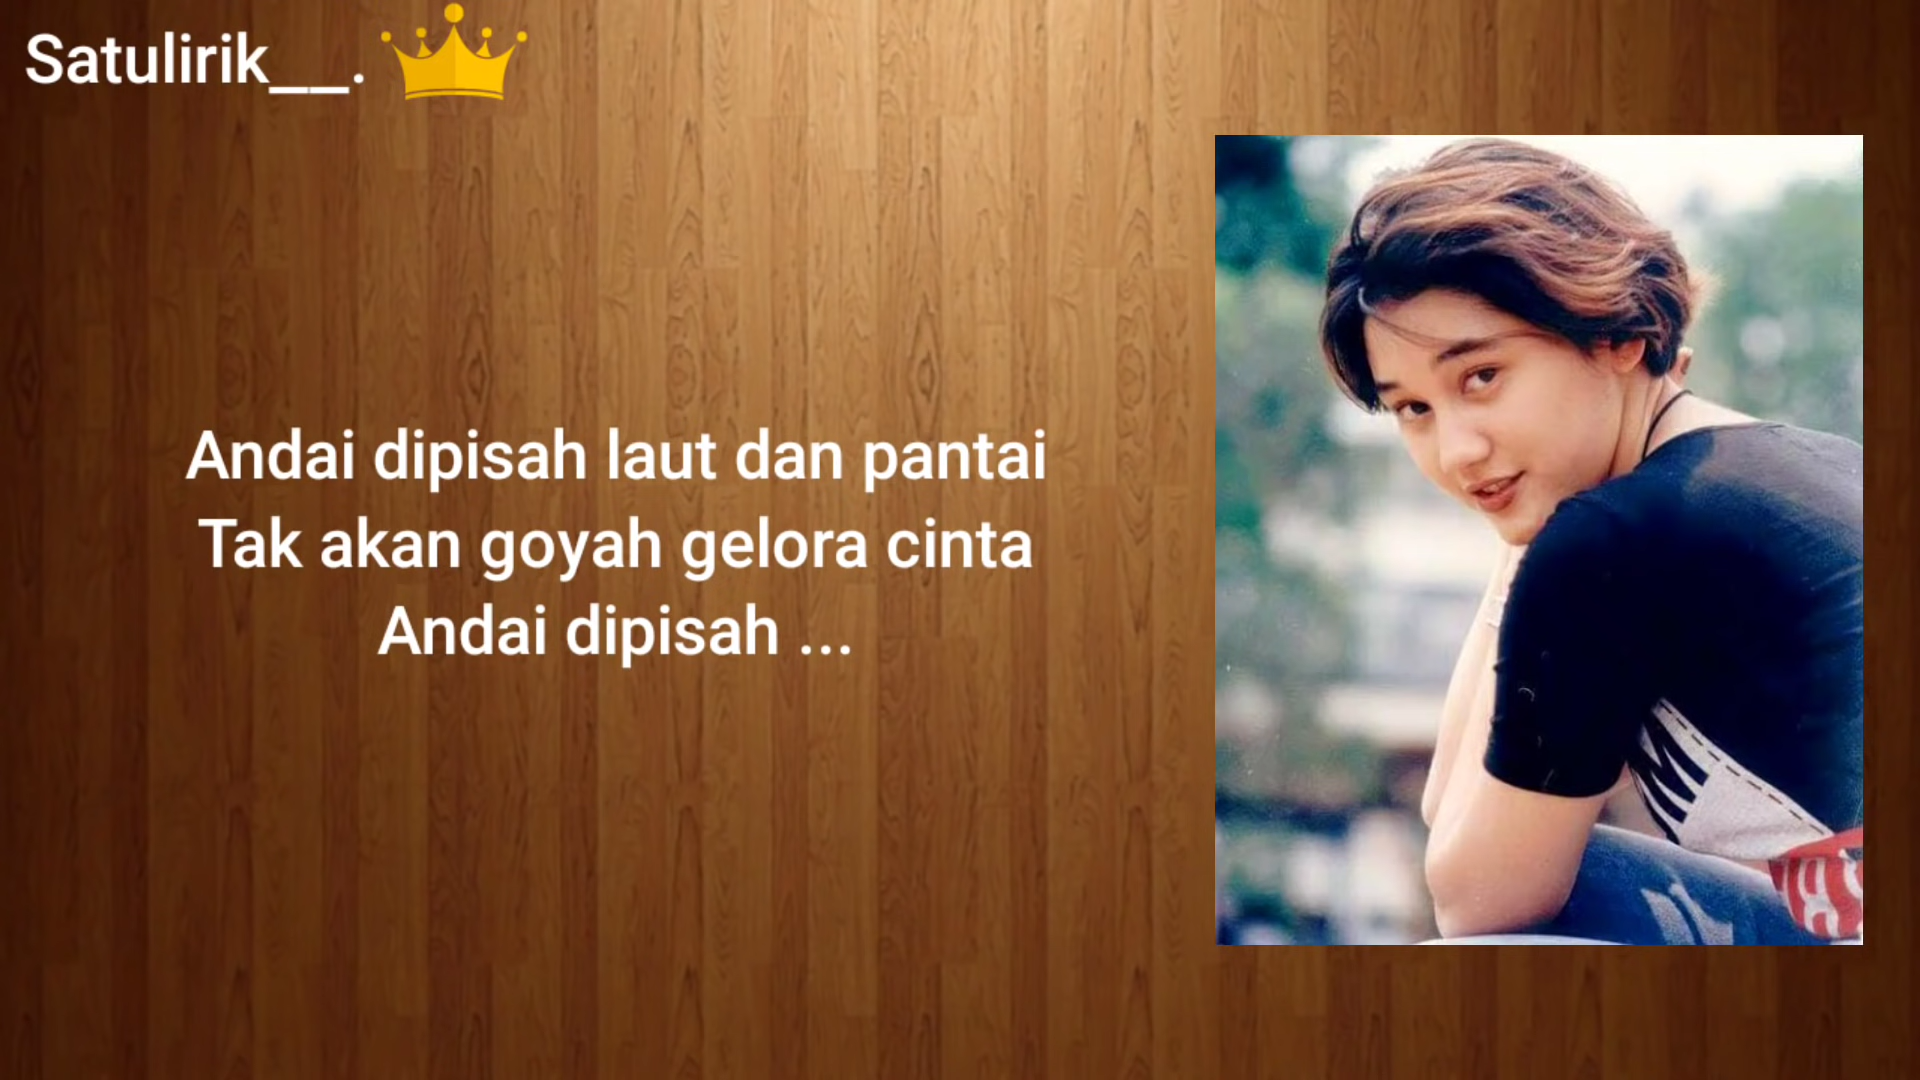 Satulirik__.
Andai dipisah laut dan pantai
Tak akan goyah gelora cinta
Andai dipisah ...